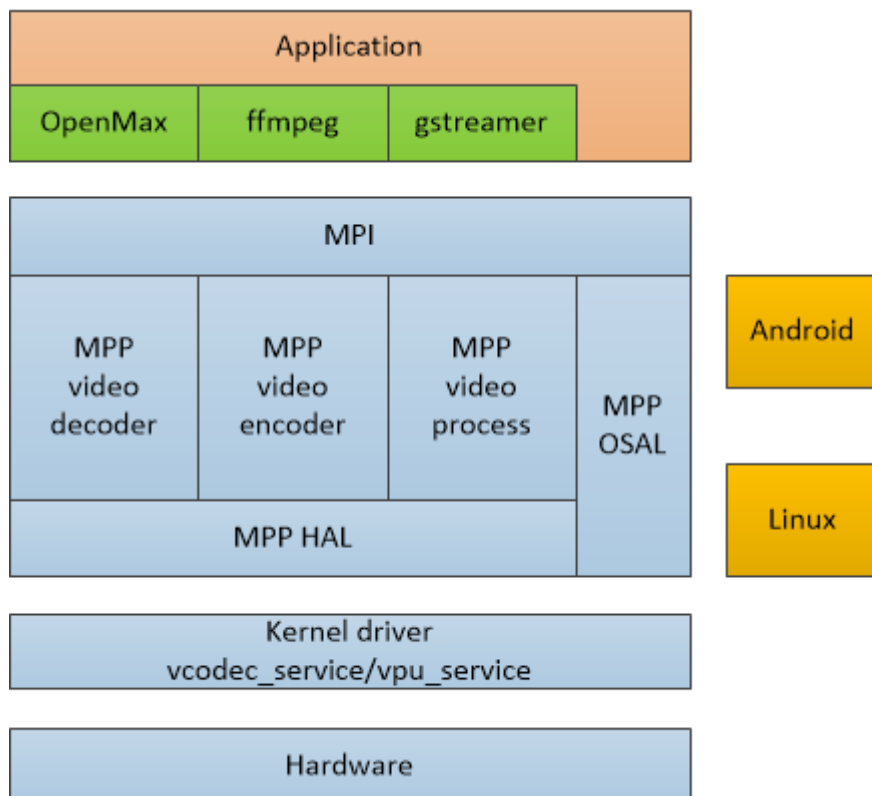 Application
OpenMax
ffmpeg
gstreamer
MPI
MPP
video
decoder
MPP
video
encoder
MPP
video
process
MPP
OSAL
MPP HAL
Android
Linux
Kernel driver
vcodec_service/vpu_service
Hardware